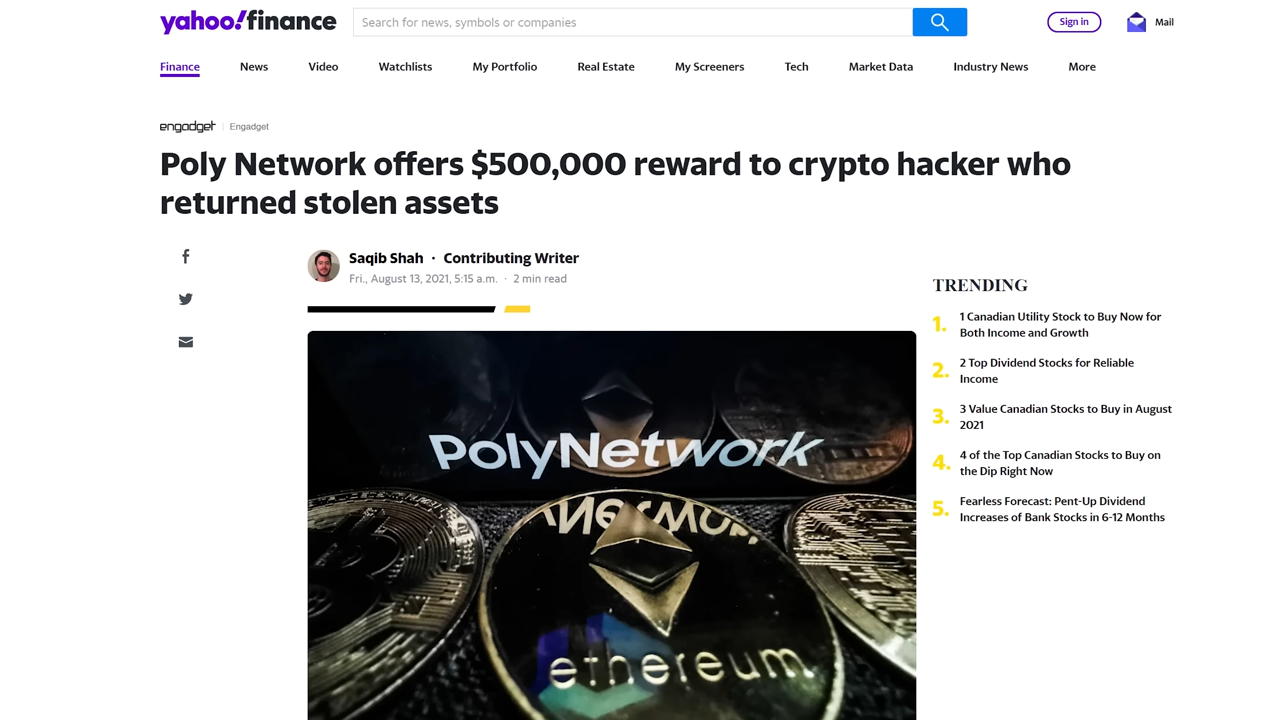 yahoo!finance
Search for news, symbols or companies
Sign in
Mail
Finance News Video Watchlists My Portfolio Real Estate My Screeners Tech Market Data Industry News More
engadget | Engadget
Poly Network offers $500,000 reward to crypto hacker who
returned stolen assets
Saqib Shah · Contributing Writer
Fri., August 13, 2021, 5:15 a.m. · 2 min read
PolyNetwork
ethereum
TRENDING
1. 1 Canadian Utility Stock to Buy Now for
Both Income and Growth
2. 2 Top Dividend Stocks for Reliable
Income
3. 3 Value Canadian Stocks to Buy in August
2021
4. 4 of the Top Canadian Stocks to Buy on
the Dip Right Now
5. Fearless Forecast: Pent-Up Dividend
Increases of Bank Stocks in 6-12 Months